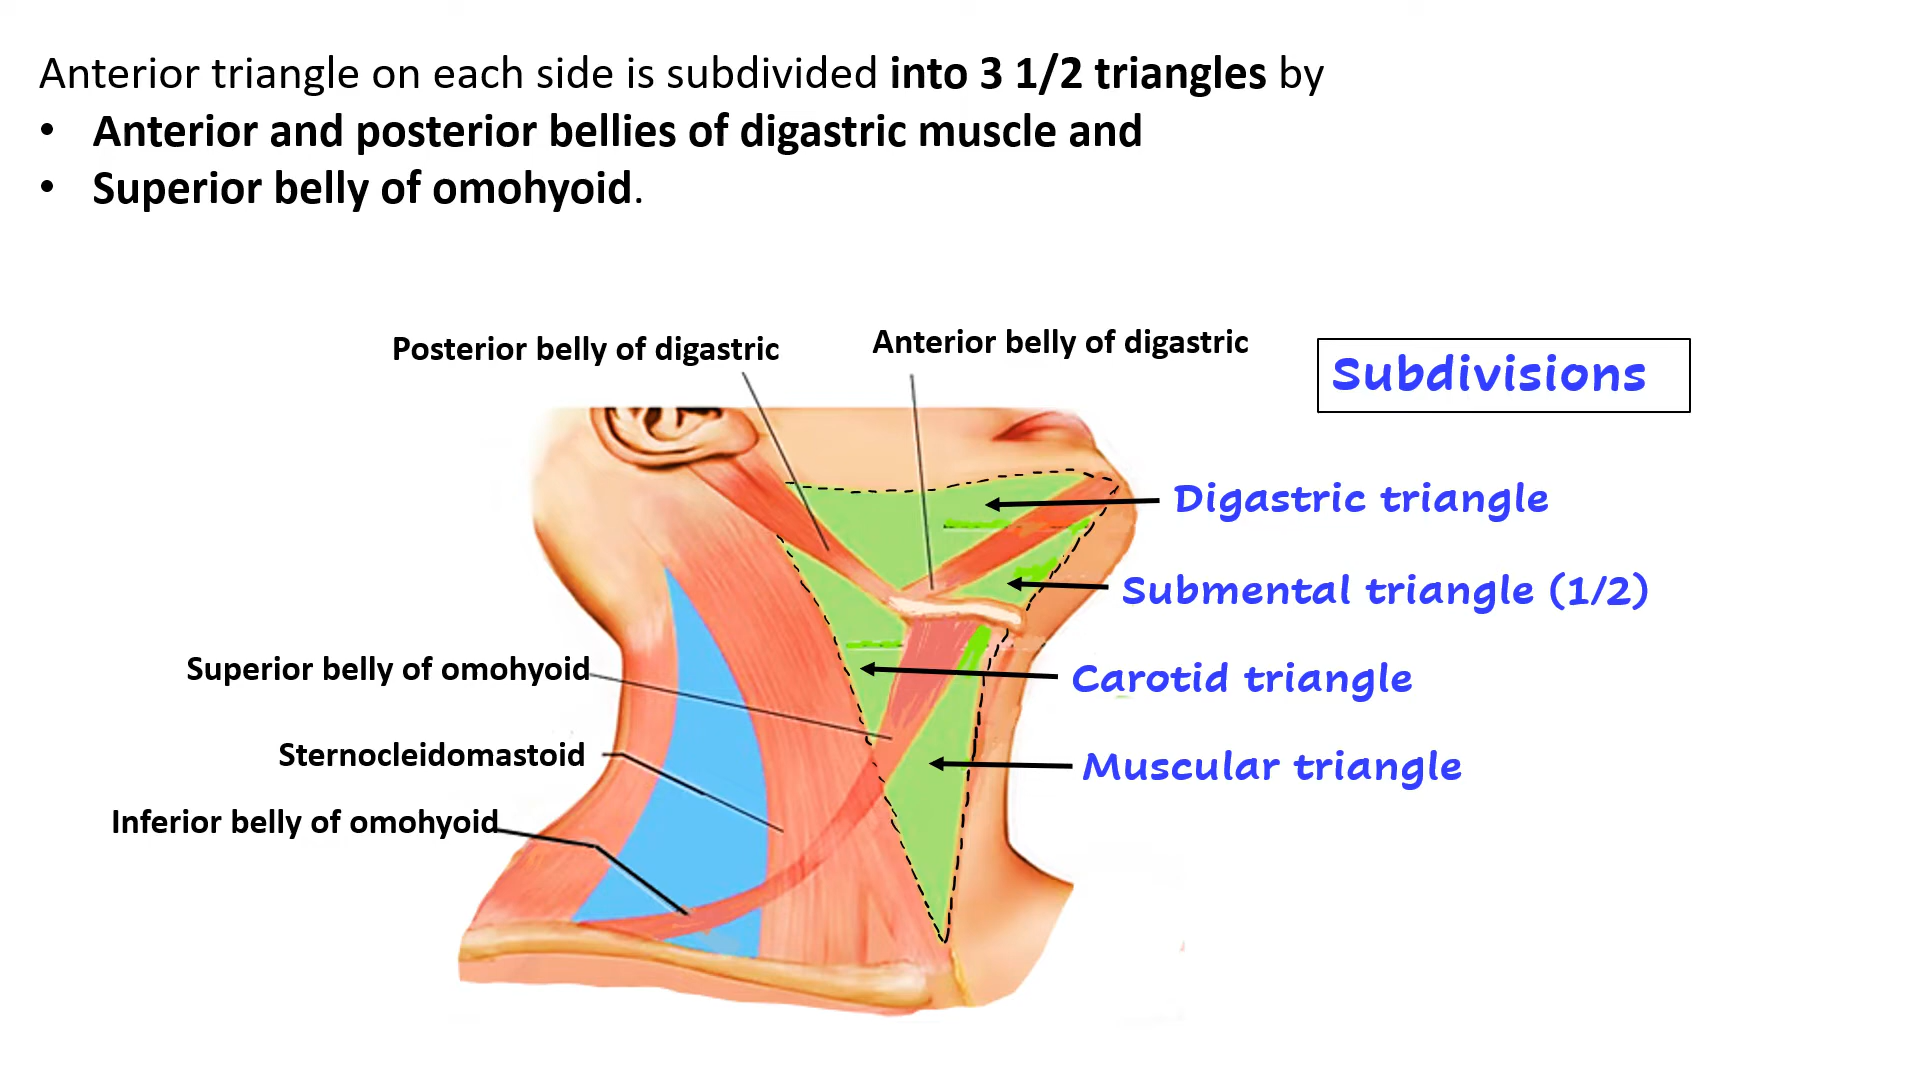 Anterior triangle on each side is subdivided into 3 1/2 triangles by
• Anterior and posterior bellies of digastric muscle and
• Superior belly of omohyoid.
Posterior belly of digastric
Anterior belly of digastric
Subdivisions
Digastric triangle
Submental triangle (1/2)
Superior belly of omohyoid
Carotid triangle
Sternocleidomastoid
Muscular triangle
Inferior belly of omohyoid